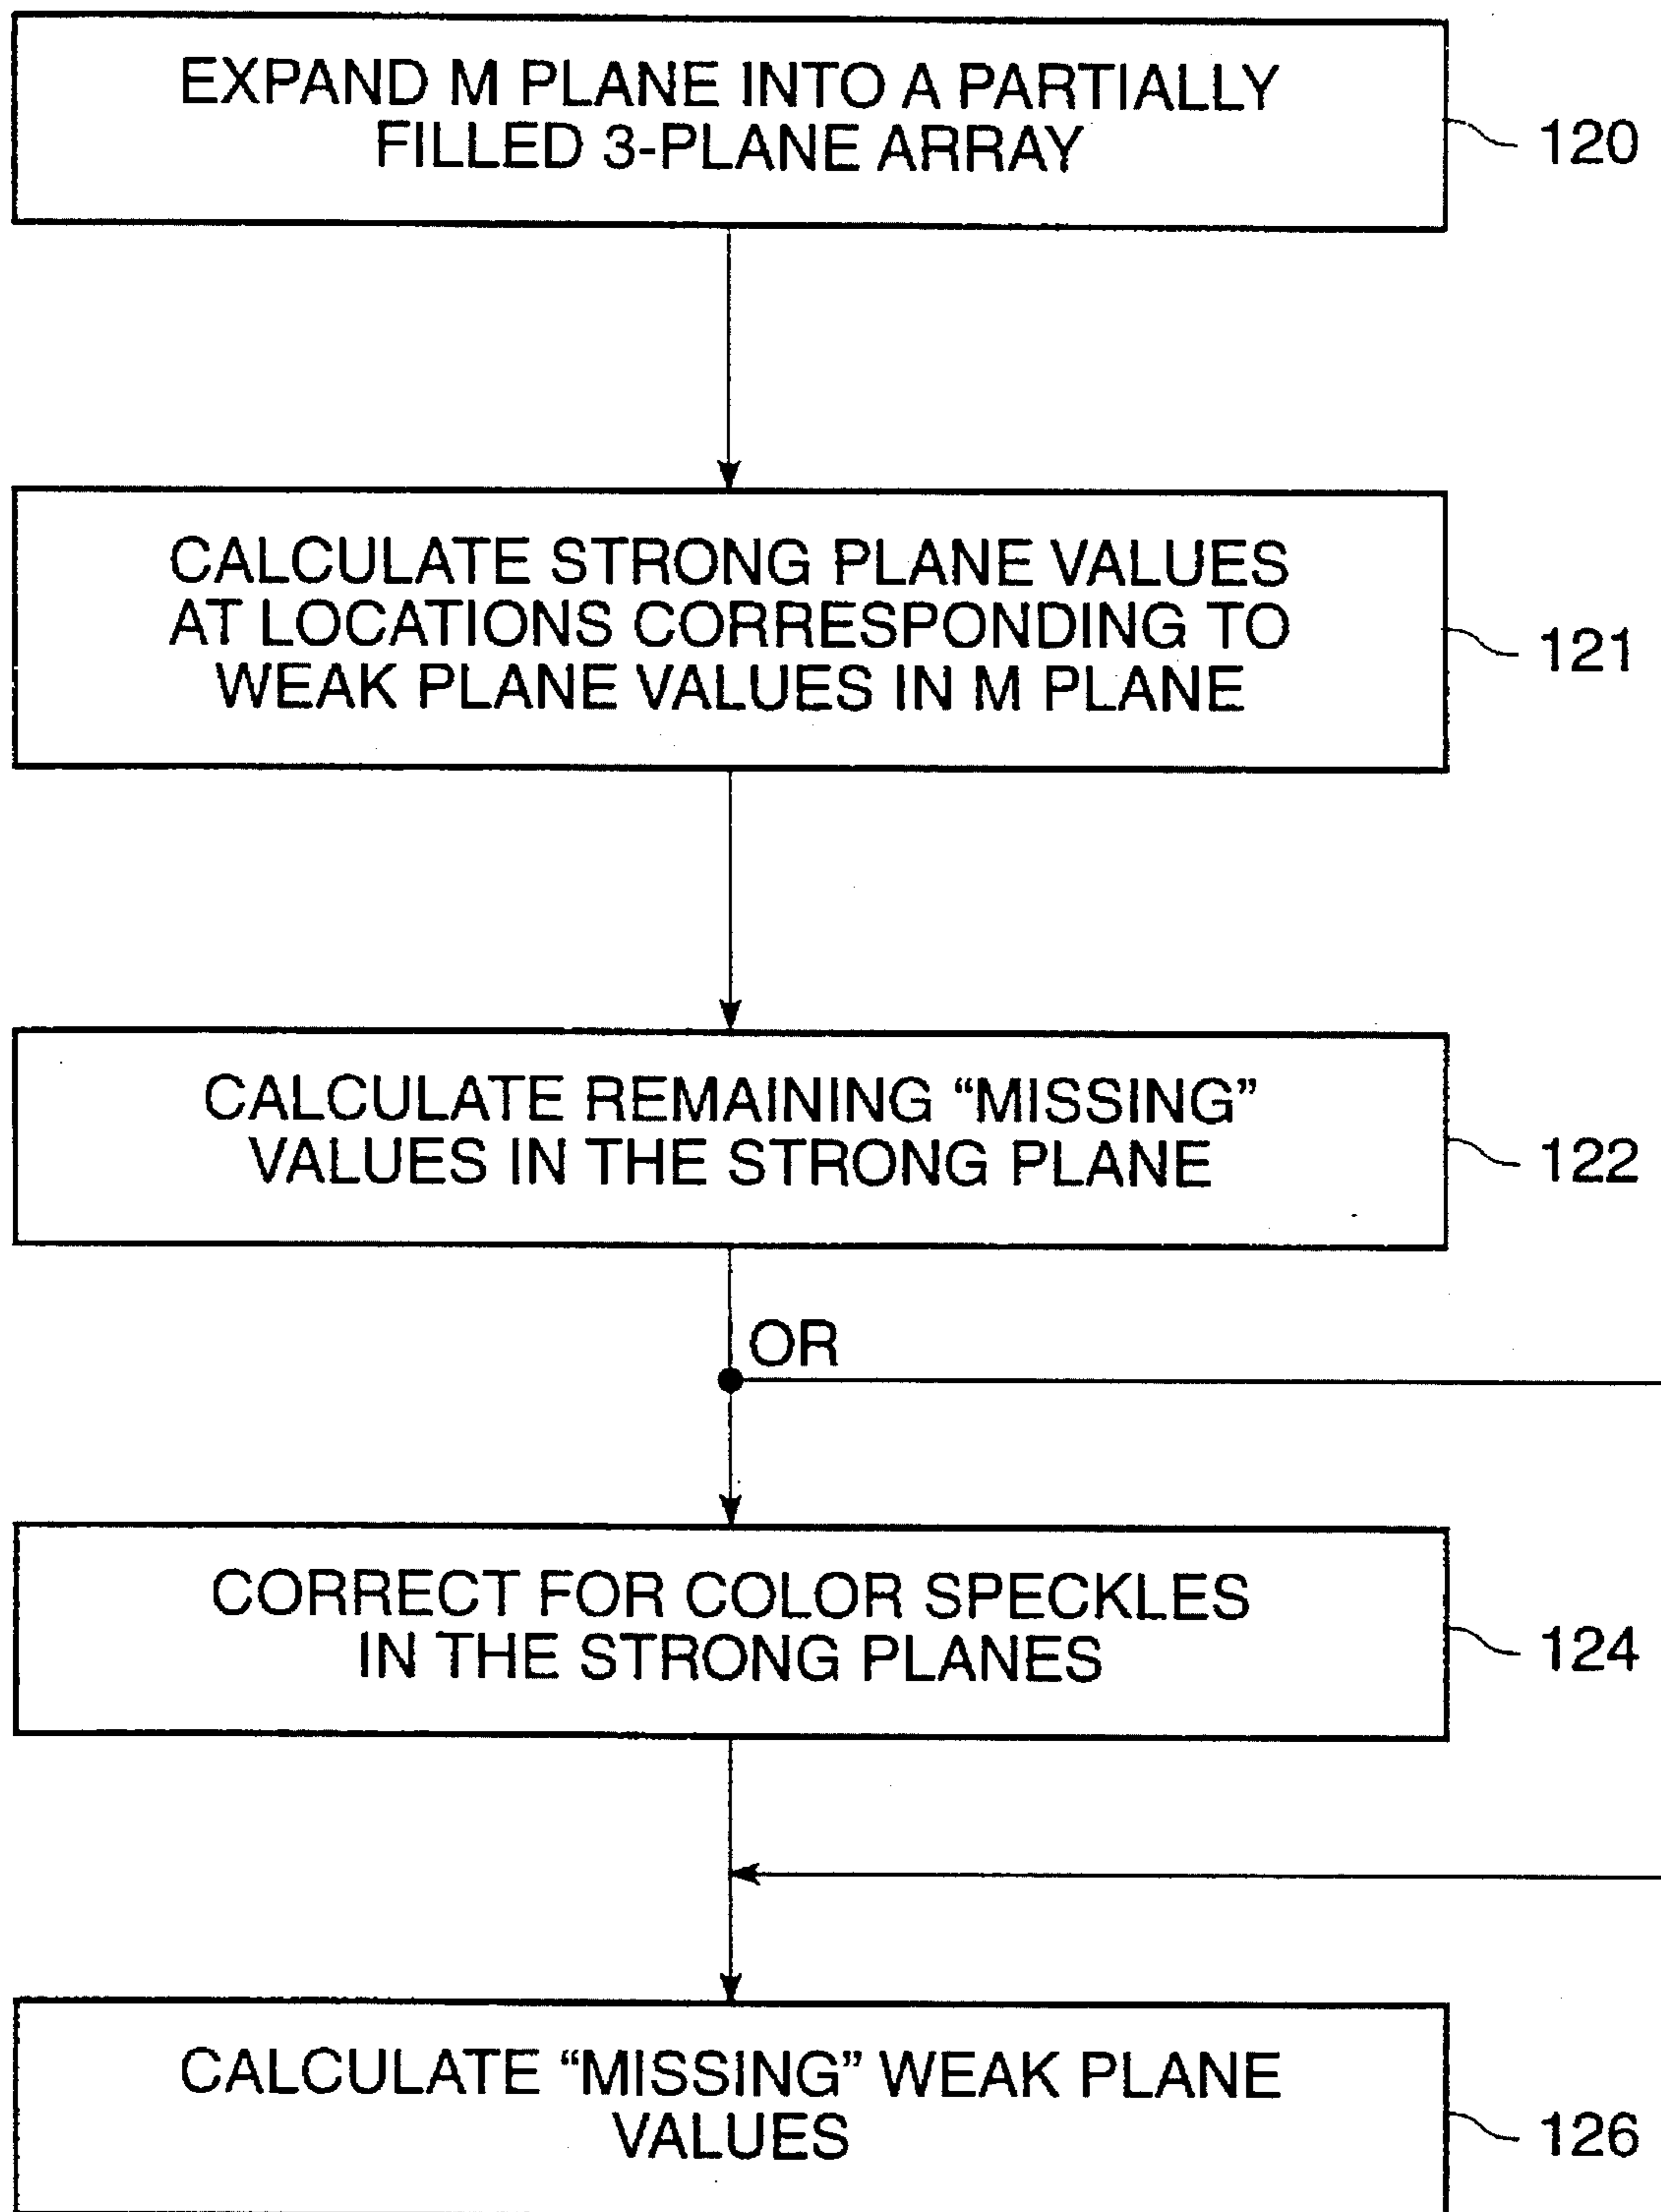 EXPAND M PLANE INTO A PARTIALLY
FILLED 3-PLANE ARRAY
120
CALCULATE STRONG PLANE VALUES
AT LOCATIONS CORRESPONDING TO
WEAK PLANE VALUES IN M PLANE
121
CALCULATE REMAINING “MISSING”
VALUES IN THE STRONG PLANE
122
OR
CORRECT FOR COLOR SPECKLES
IN THE STRONG PLANES
124
CALCULATE “MISSING” WEAK PLANE
VALUES
126